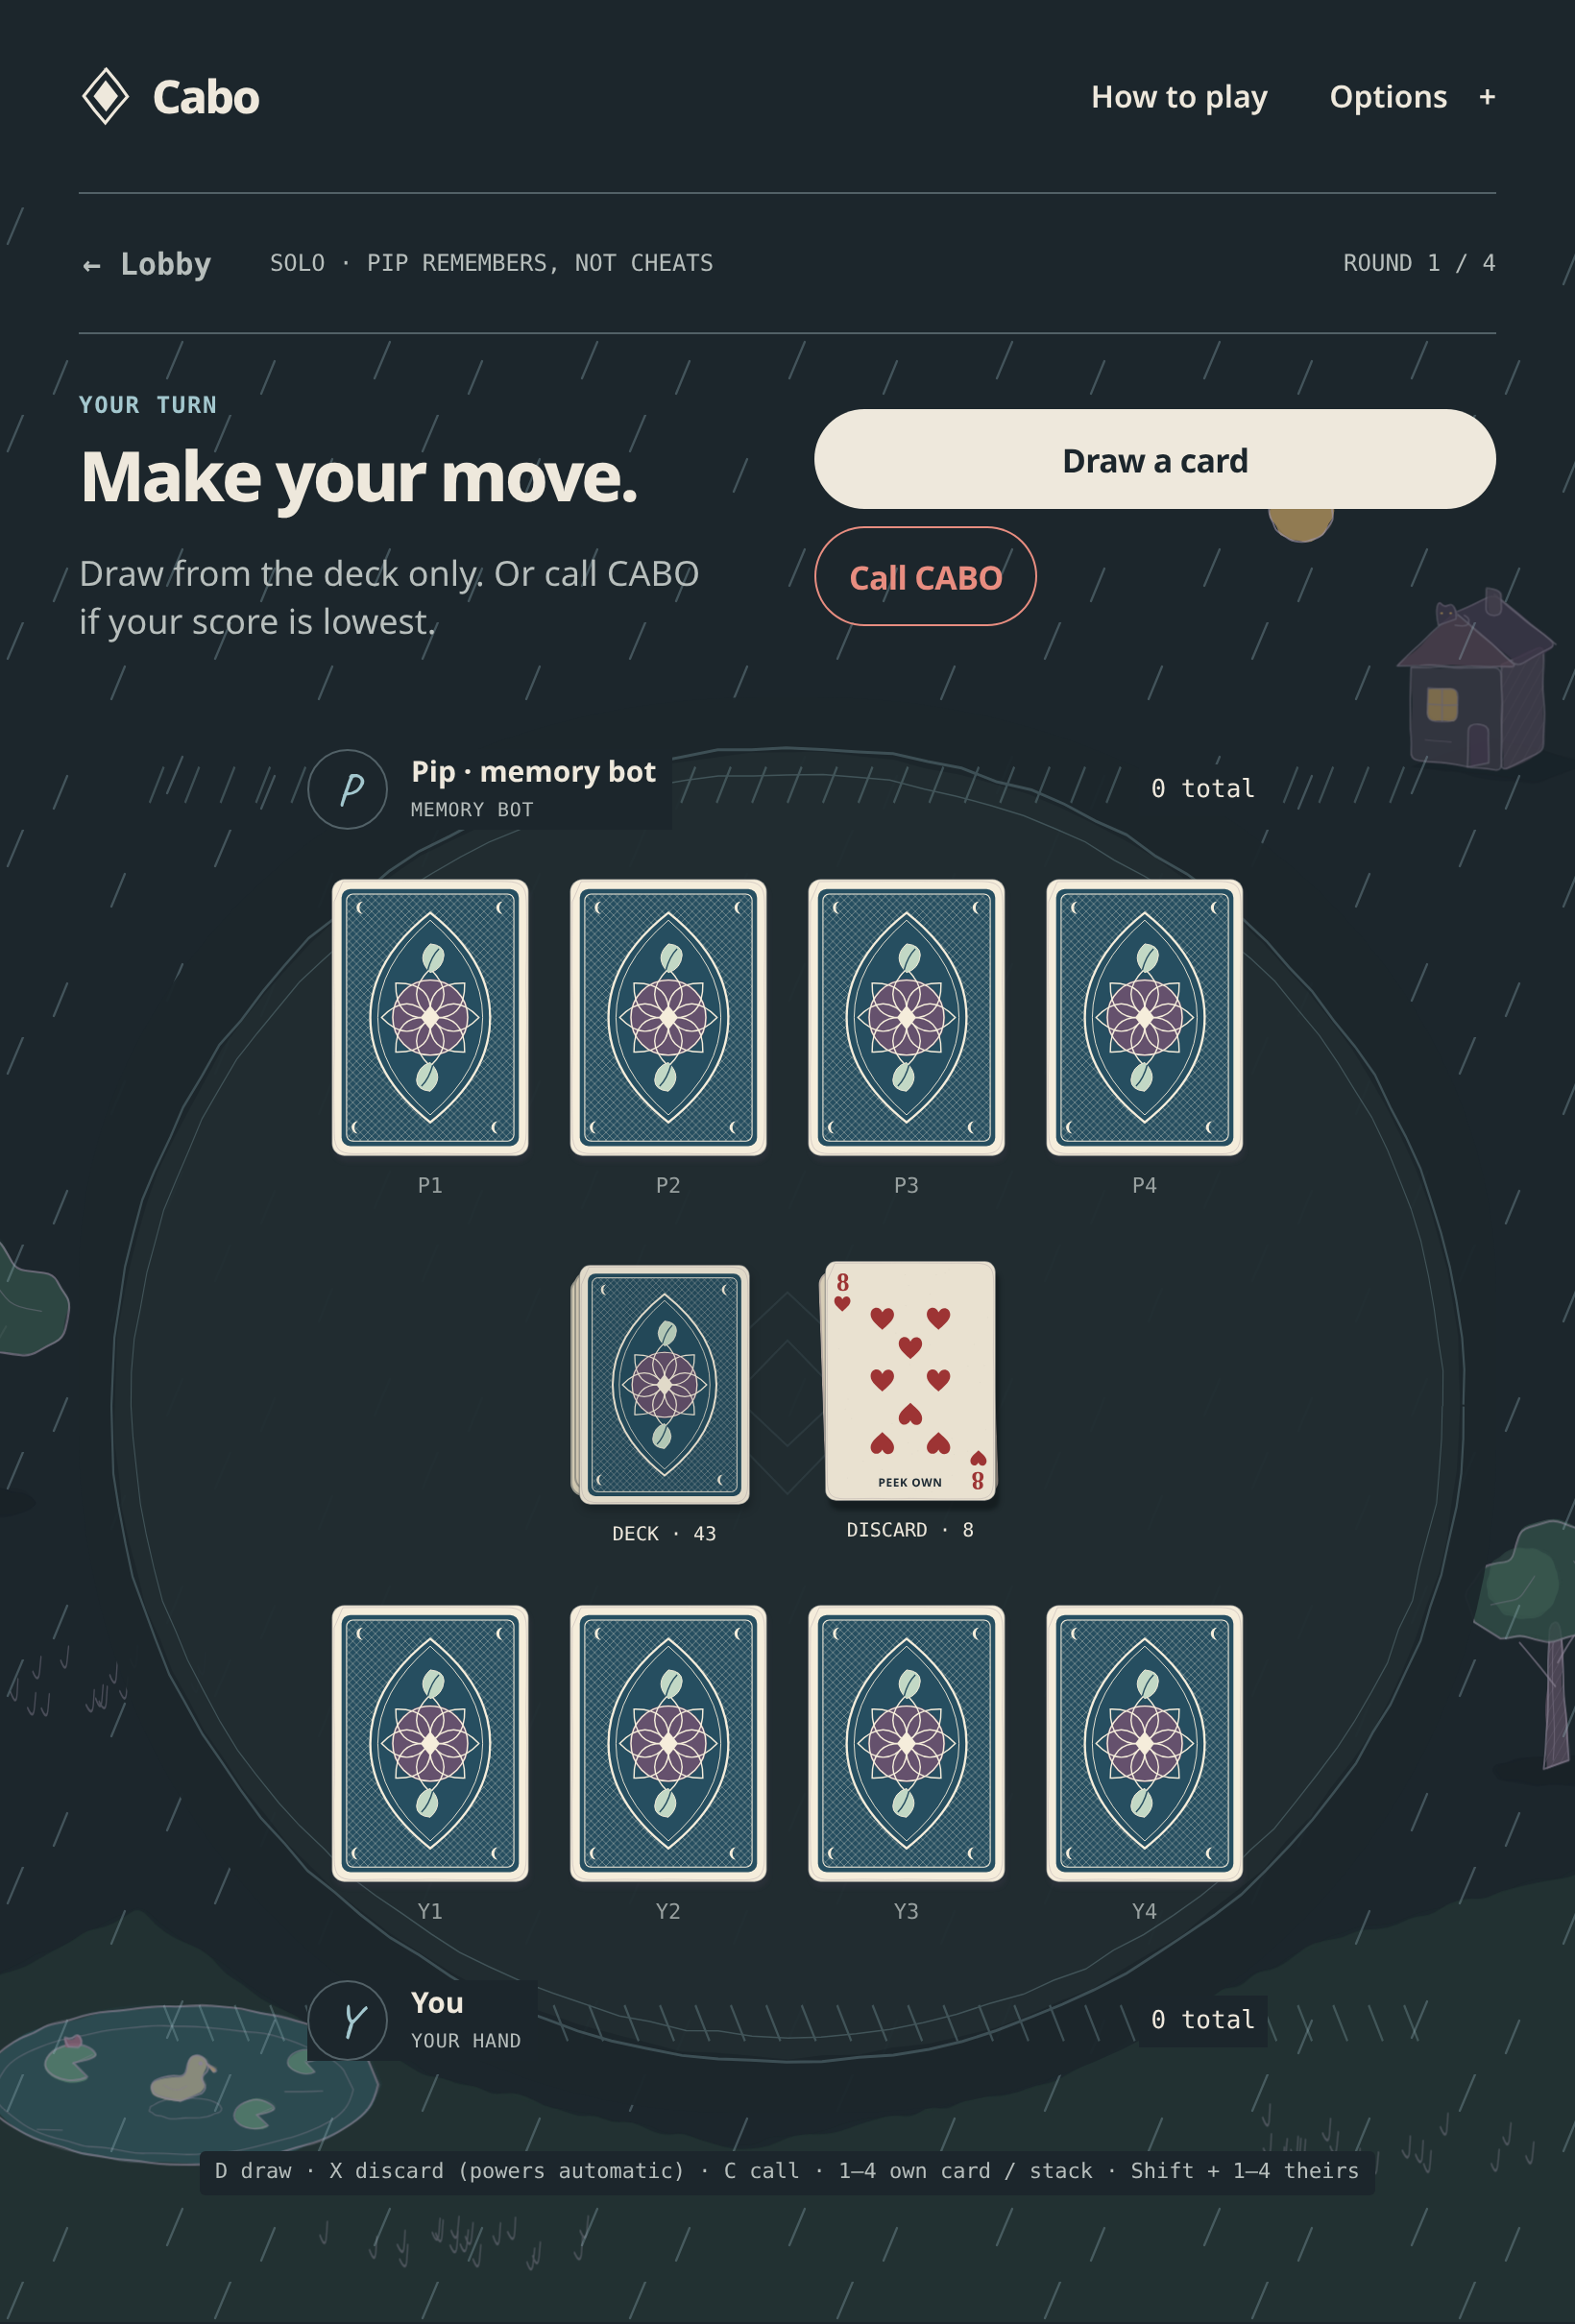 Cabo
How to play Options +
← Lobby SOLO · PIP REMEMBERS, NOT CHEATS ROUND 1 / 4
YOUR TURN
Make your move.
Draw from the deck only. Or call CABO
if your score is lowest.
Draw a card
Call CABO
P
Pip · memory bot
MEMORY BOT
0 total
P1 P2 P3 P4
8
PEEK OWN
8
DECK · 43
DISCARD · 8
Y1 Y2 Y3 Y4
Y
You
YOUR HAND
0 total
D draw · X discard (powers automatic) · C call · 1–4 own card / stack · Shift + 1–4 theirs